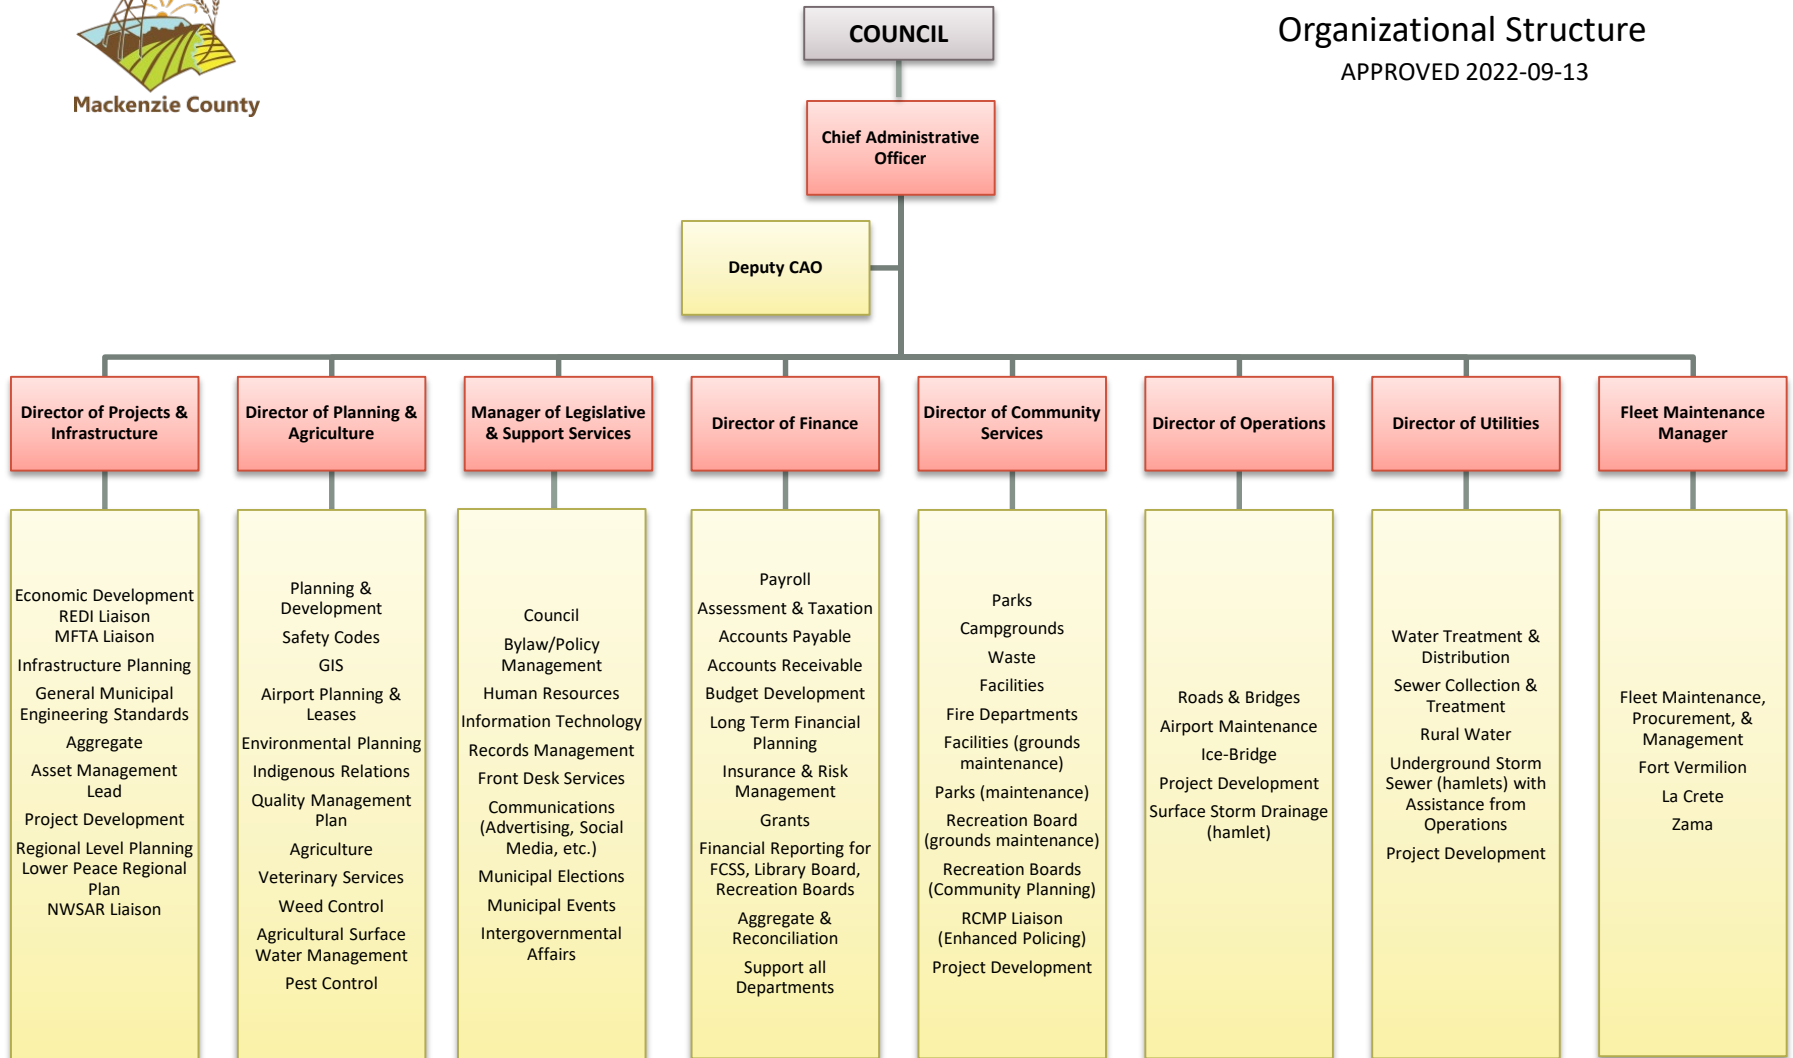 Mackenzie County
COUNCIL
Organizational Structure
APPROVED 2022-09-13
Chief Administrative
Officer
Deputy CAO
Director of Projects &
Infrastructure
Director of Planning &
Agriculture
Manager of Legislative
& Support Services
Director of Finance
Director of Community
Services
Director of Operations
Director of Utilities
Fleet Maintenance
Manager
Economic Development
REDI Liaison
MFTA Liaison
Infrastructure Planning
General Municipal
Engineering Standards
Aggregate
Asset Management
Lead
Project Development
Regional Level Planning
Lower Peace Regional
Plan
NWSAR Liaison
Planning &
Development
Safety Codes
GIS
Airport Planning &
Leases
Environmental Planning
Indigenous Relations
Quality Management
Plan
Agriculture
Veterinary Services
Weed Control
Agricultural Surface
Water Management
Pest Control
Council
Bylaw/Policy
Management
Human Resources
Information Technology
Records Management
Front Desk Services
Communications
(Advertising, Social
Media, etc.)
Municipal Elections
Municipal Events
Intergovernmental
Affairs
Payroll
Assessment & Taxation
Accounts Payable
Accounts Receivable
Budget Development
Long Term Financial
Planning
Insurance & Risk
Management
Grants
Financial Reporting for
FCSS, Library Board,
Recreation Boards
Aggregate &
Reconciliation
Support all
Departments
Parks
Campgrounds
Waste
Facilities
Fire Departments
Facilities (grounds
maintenance)
Parks (maintenance)
Recreation Board
(grounds maintenance)
Recreation Boards
(Community Planning)
RCMP Liaison
(Enhanced Policing)
Project Development
Roads & Bridges
Airport Maintenance
Ice-Bridge
Project Development
Surface Storm Drainage
(hamlet)
Water Treatment &
Distribution
Sewer Collection &
Treatment
Rural Water
Underground Storm
Sewer (hamlets) with
Assistance from
Operations
Project Development
Fleet Maintenance,
Procurement, &
Management
Fort Vermilion
La Crete
Zama